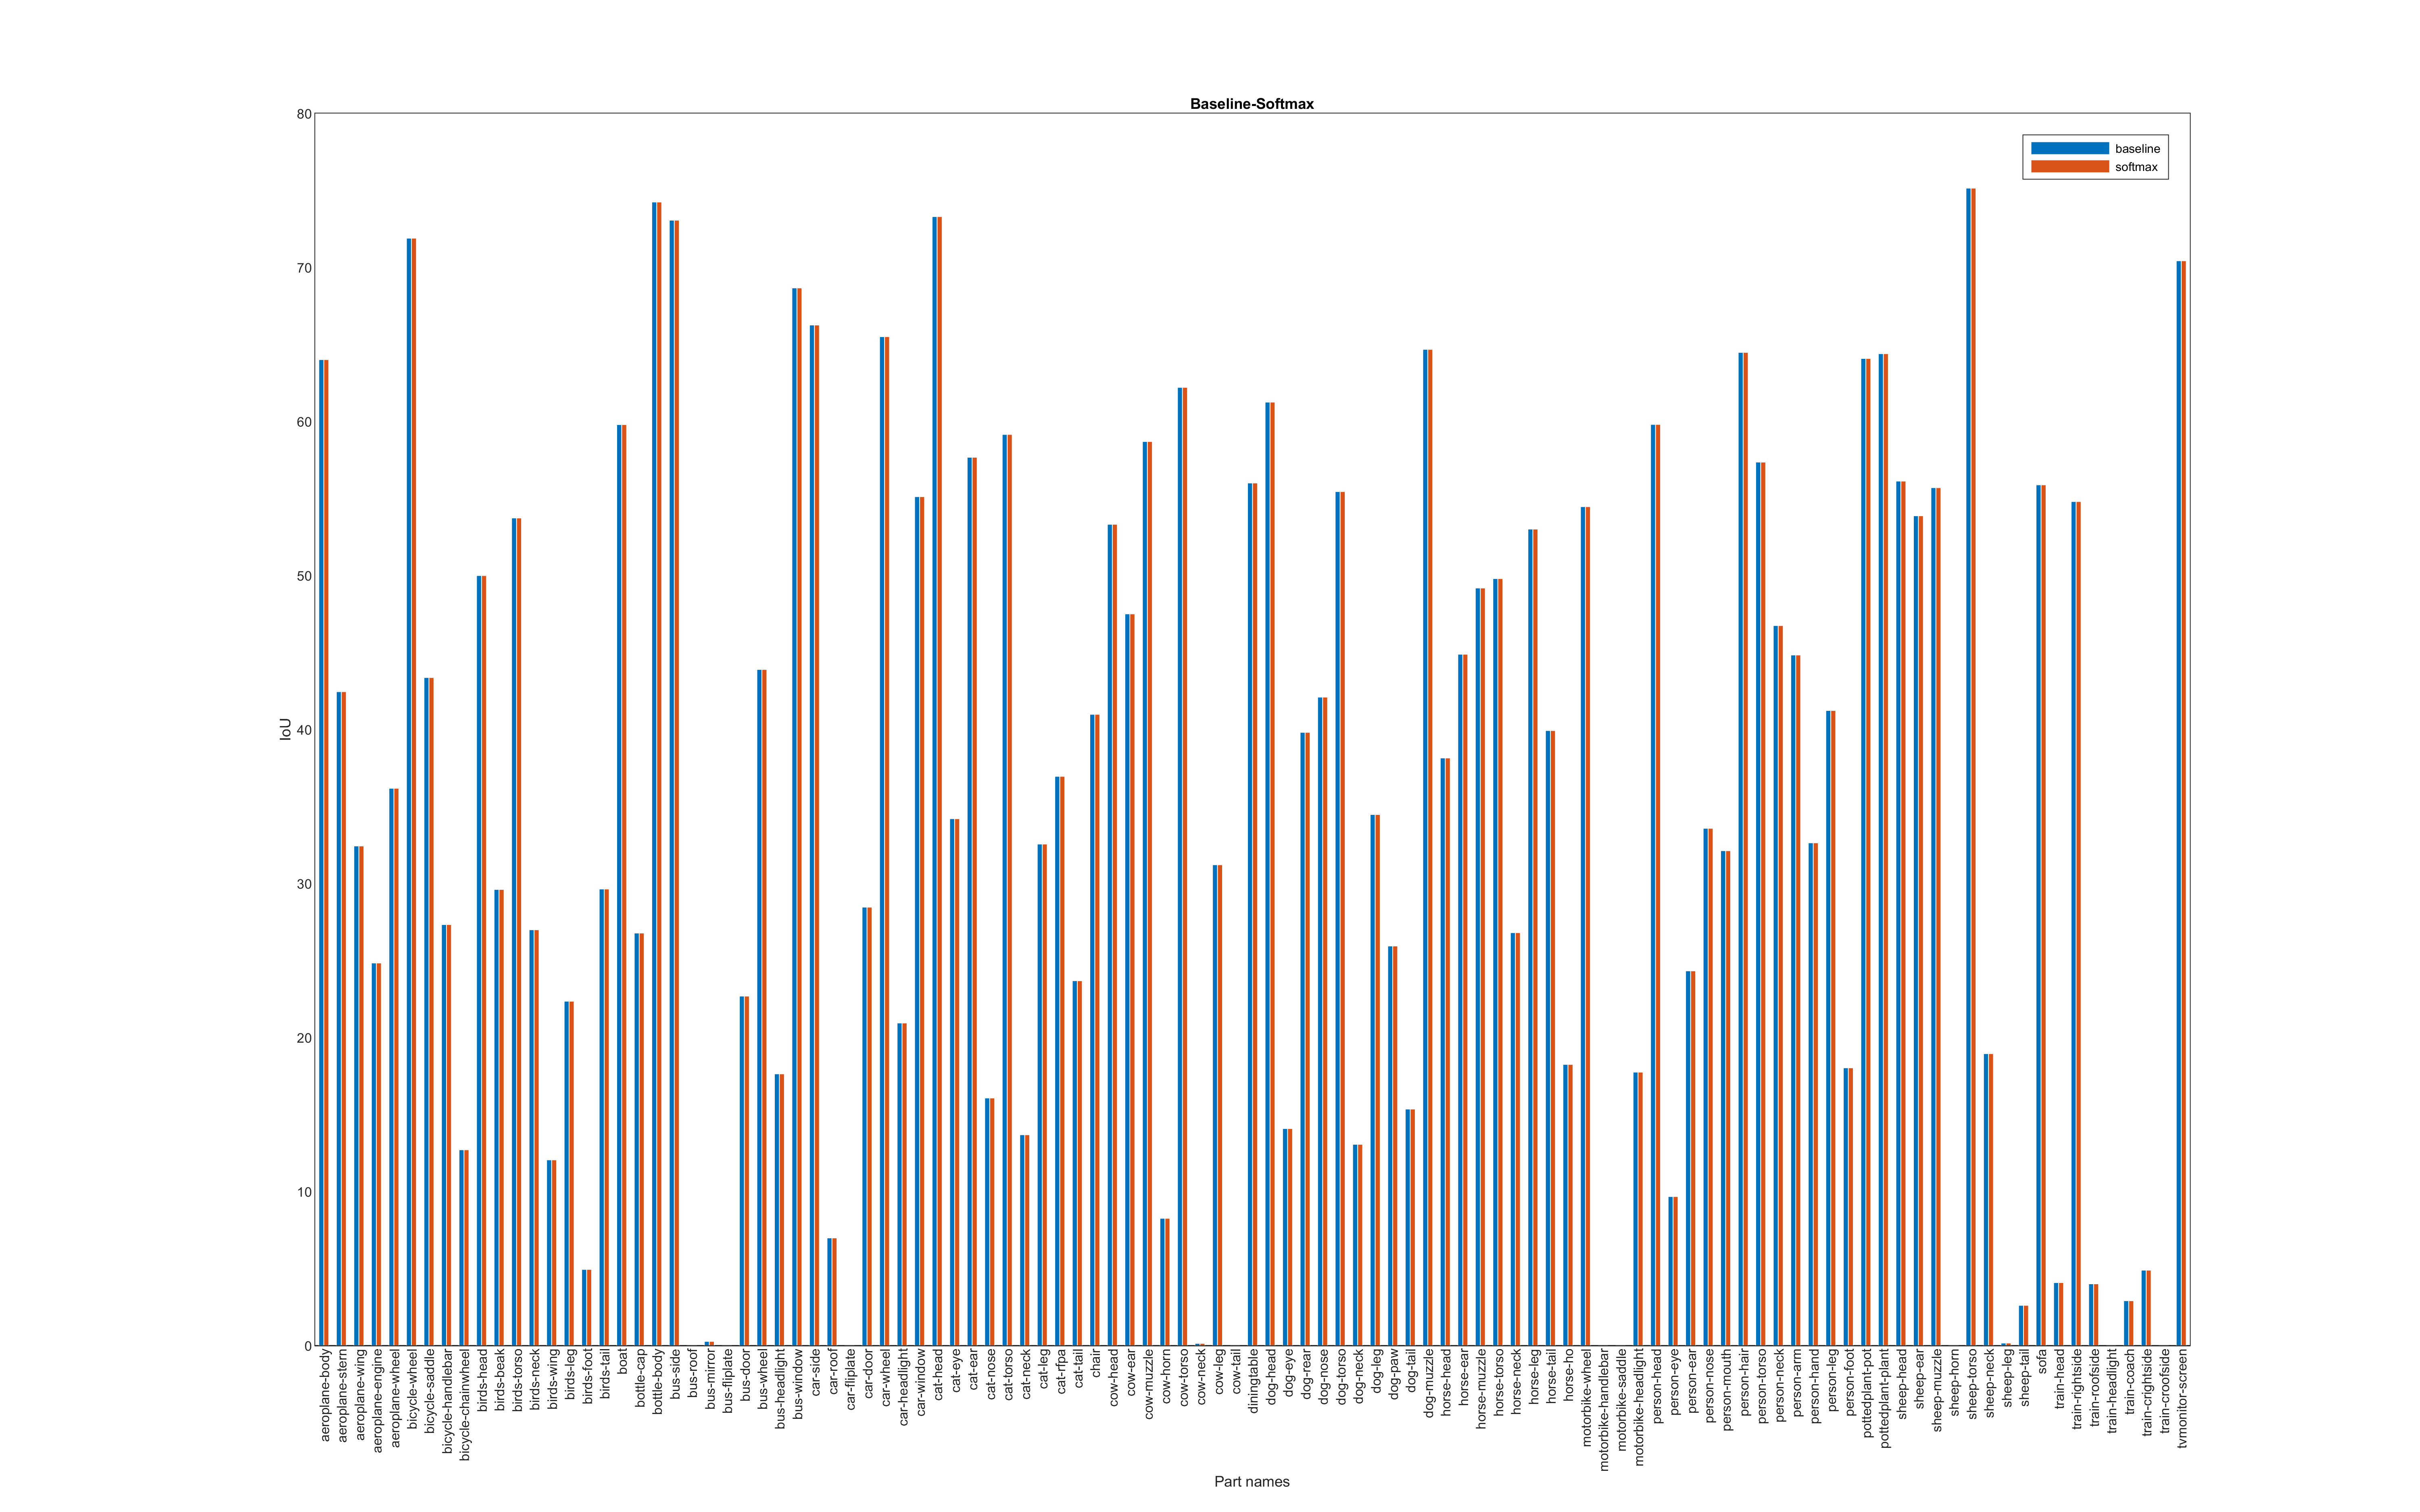 Baseline-Softmax
80
70
60
50
40
30
20
10
0
IoU
baseline
softmax
aeroplane-body
aeroplane-stern
aeroplane-wing
aeroplane-engine
aeroplane-wheel
bicycle-wheel
bicycle-saddle
bicycle-handlebar
bicycle-chainwheel
birds-head
birds-beak
birds-torso
birds-neck
birds-wing
birds-leg
birds-foot
birds-tail
boat
bottle-cap
bottle-body
bus-side
bus-roof
bus-mirror
bus-fliplate
bus-door
bus-wheel
bus-headlight
bus-window
car-side
car-roof
car-fliplate
car-door
car-wheel
car-headlight
car-window
cat-head
cat-eye
cat-ear
cat-nose
cat-torso
cat-neck
cat-leg
cat-rfpa
cat-tail
chair
cow-head
cow-ear
cow-muzzle
cow-horn
cow-torso
cow-neck
cow-leg
cow-tail
diningtable
dog-head
dog-eye
dog-rear
dog-nose
dog-torso
dog-neck
dog-leg
dog-paw
dog-tail
dog-muzzle
horse-head
horse-ear
horse-muzzle
horse-torso
horse-neck
horse-leg
horse-tail
horse-ho
motorbike-wheel
motorbike-handlebar
motorbike-saddle
motorbike-headlight
person-head
person-eye
person-ear
person-nose
person-mouth
person-hair
person-torso
person-neck
person-arm
person-hand
person-leg
person-foot
pottedplant-pot
pottedplant-plant
sheep-head
sheep-ear
sheep-muzzle
sheep-horn
sheep-torso
sheep-neck
sheep-leg
sheep-tail
sofa
train-head
train-rightside
train-roofside
train-headlight
train-coach
train-crightside
train-croofside
tvmonitor-screen
Part names